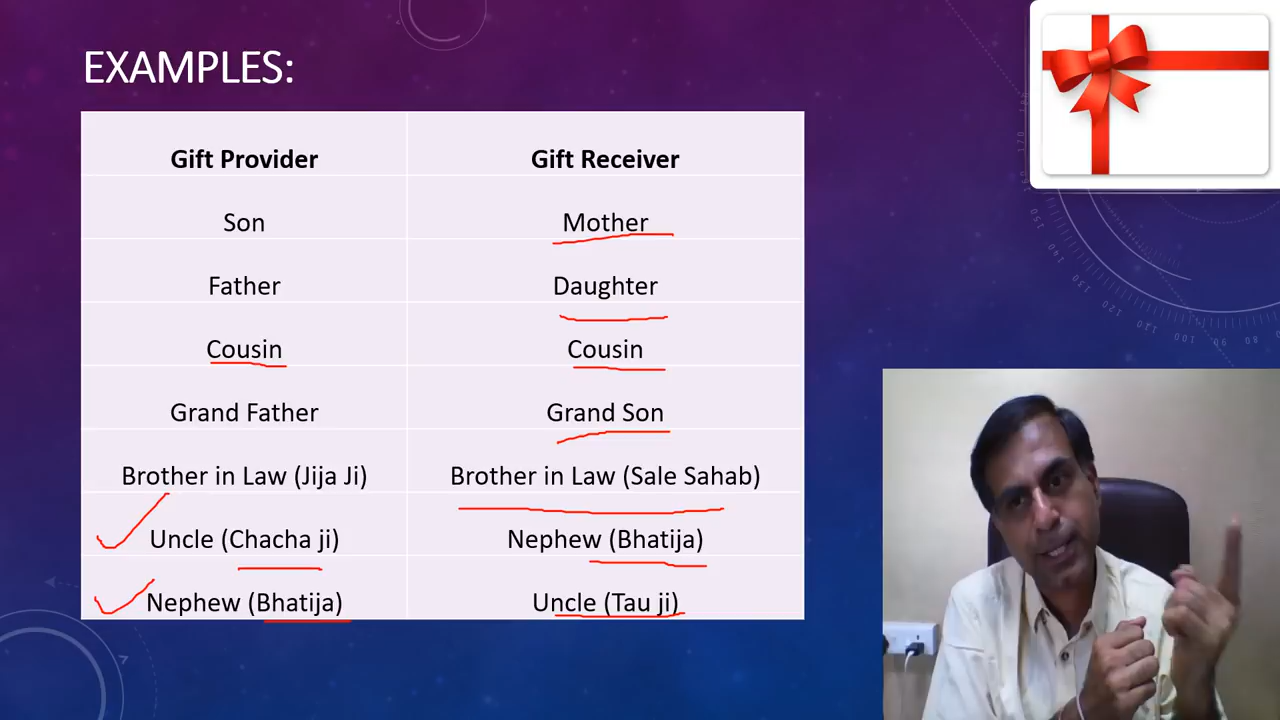 EXAMPLES:
Gift Provider Gift Receiver
Son Mother
Father Daughter
Cousin Cousin
Grand Father Grand Son
Brother in Law (Jija Ji) Brother in Law (Sale Sahab)
Uncle (Chacha ji) Nephew (Bhatija)
Nephew (Bhatija) Uncle (Tau ji)